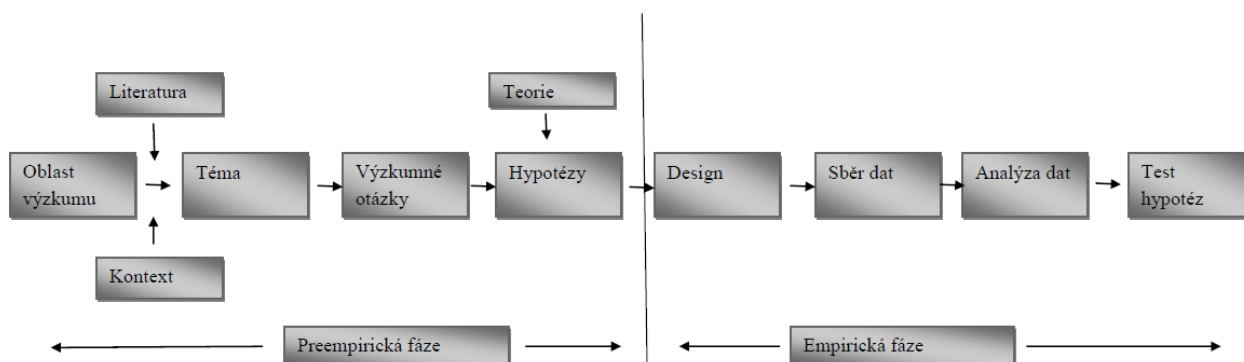 Literatura
Teorie
Oblast
výzkumu
Téma
Výzkumné
otázky
Hypotézy
Design
Sběr dat
Analýza dat
Test
hypotéz
Kontext
Preempirická fáze
Empirická fáze